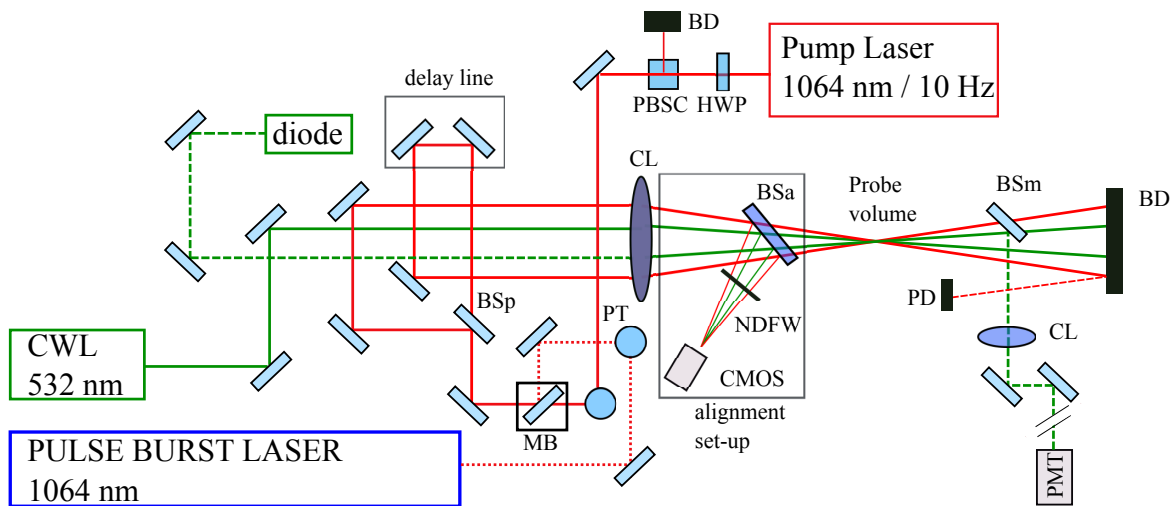 BD
Pump Laser
1064 nm / 10 Hz
PBSC
HWP
delay line
diode
CL
BSa
Probe
volume
BSm
BD
BSp
PT
NDFW
PD
CL
CWL
532 nm
CMOS
MB
alignment
set-up
PULSE BURST LASER
1064 nm
PMT